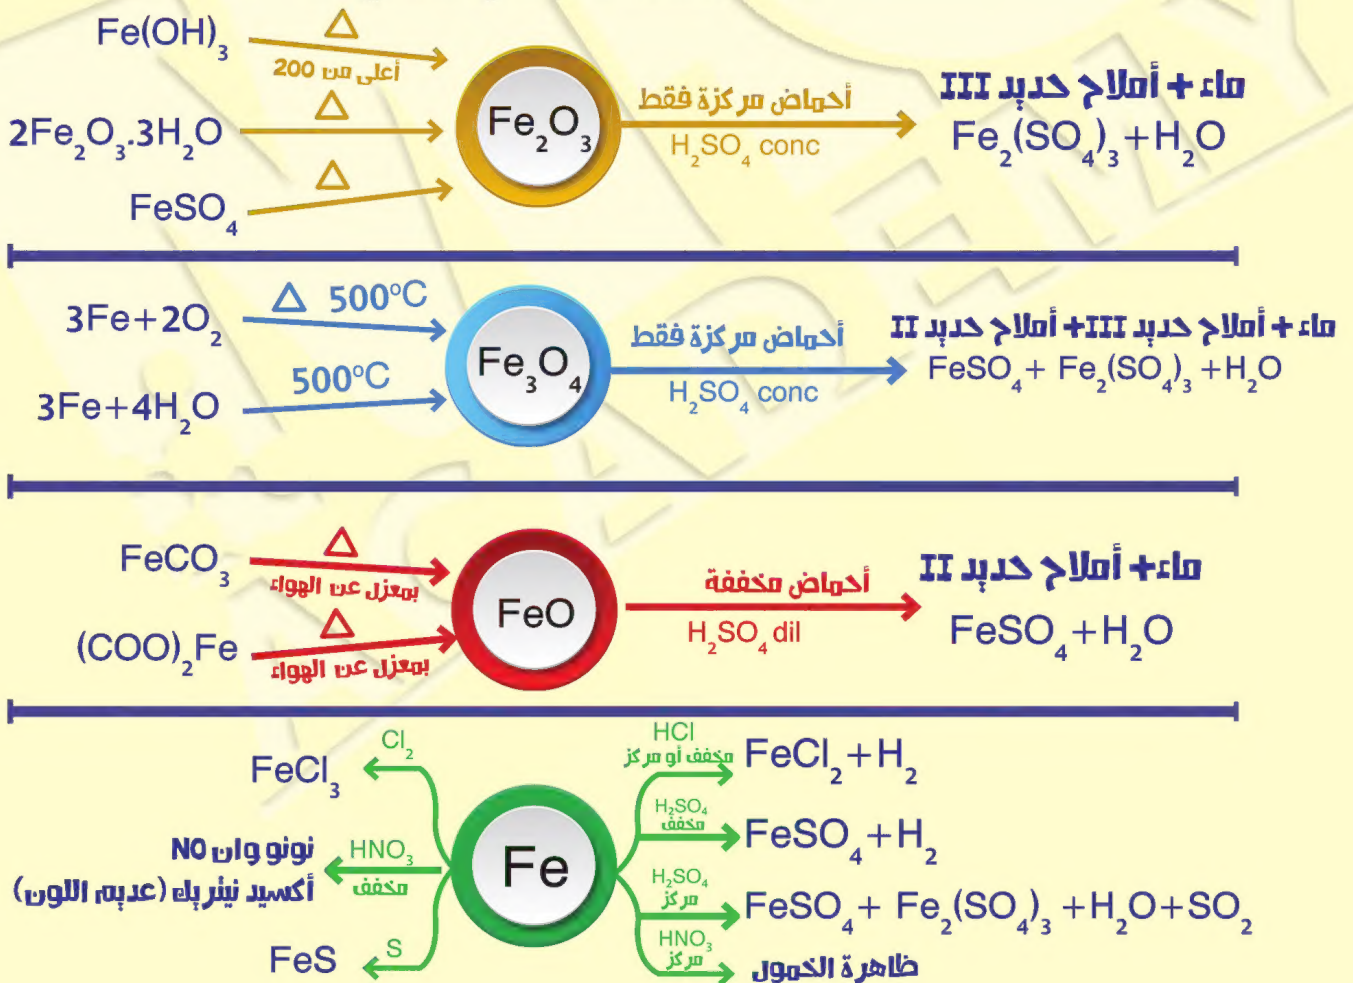 Fe(OH)₃
△
أعلى من 200
2Fe₂O₃.3H₂O
△
FeSO₄
△
Fe₂O₃
أحماض مركزة فقط
H₂SO₄ conc
ماء + أملاح حديد III
Fe₂(SO₄)₃ + H₂O
3Fe+2O₂
△ 500°C
3Fe+4H₂O
500°C
Fe₃O₄
أحماض مركزة فقط
H₂SO₄ conc
ماء + أملاح حديد III + أملاح حديد II
FeSO₄ + Fe₂(SO₄)₃ + H₂O
FeCO₃
△
بمعزل عن الهواء
(COO)₂Fe
△
بمعزل عن الهواء
FeO
أحماض مخففة
H₂SO₄ dil
ماء + أملاح حديد II
FeSO₄ + H₂O
Cl₂
FeCl₃
HNO₃
مخفف
نونو وان NO
أكسيد نيتريك (عديم اللون)
S
FeS
Fe
HCl
مخفف أو مركز
FeCl₂ + H₂
H₂SO₄
مخفف
FeSO₄ + H₂
H₂SO₄
مركز
FeSO₄ + Fe₂(SO₄)₃ + H₂O + SO₂
HNO₃
مركز
ظاهرة الخمول